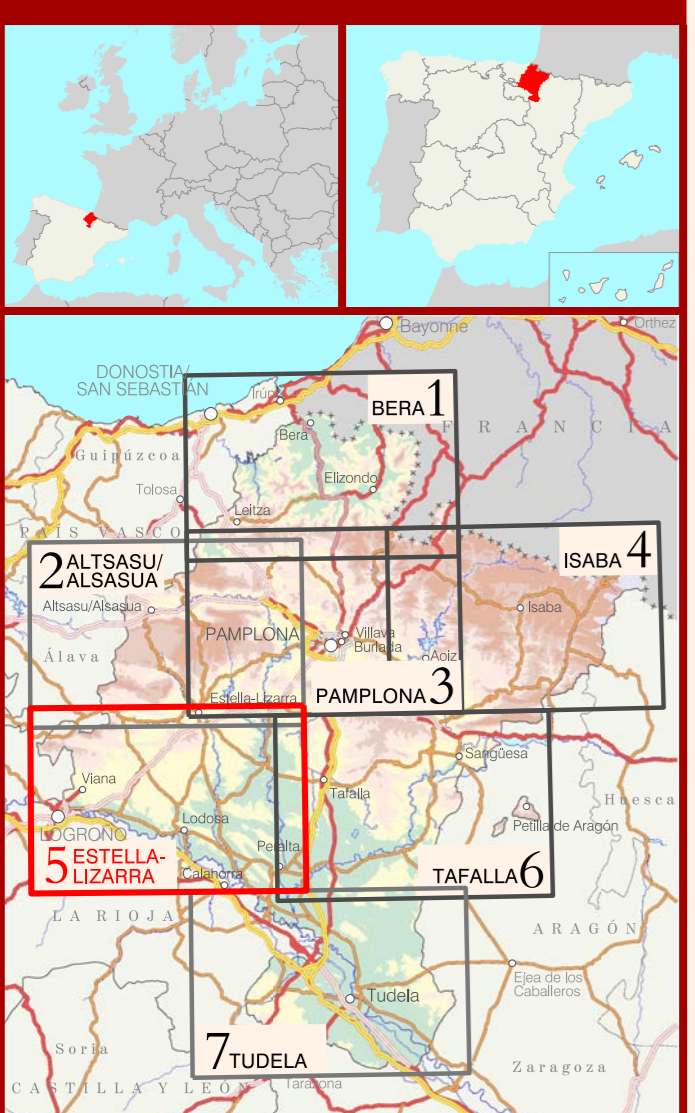 Bayonne
Orthez
DONOSTIA/
SAN SEBASTIÁN
Irún
BERA 1
Bera
F R A N C I A
Guipúzcoa
Elizondo
Tolosa
Leitza
PAÍS VASCO
2 ALTSASU/
ALSASUA
ISABA 4
Altsasu/Alsasua
Isaba
PAMPLONA
Villava
Burlada
Álava
Aoiz
Estella-Lizarra
PAMPLONA 3
Sangüesa
Viana
Tafalla
Huesca
Lodosa
Petilla de Aragón
LOGROÑO
Peralta
5 ESTELLA-
LIZARRA
Calahorra
TAFALLA 6
LA RIOJA
ARAGÓN
Ejea de los
Caballeros
Tudela
Soria
7 TUDELA
Zaragoza
CASTILLA Y LEÓN
Tarazona